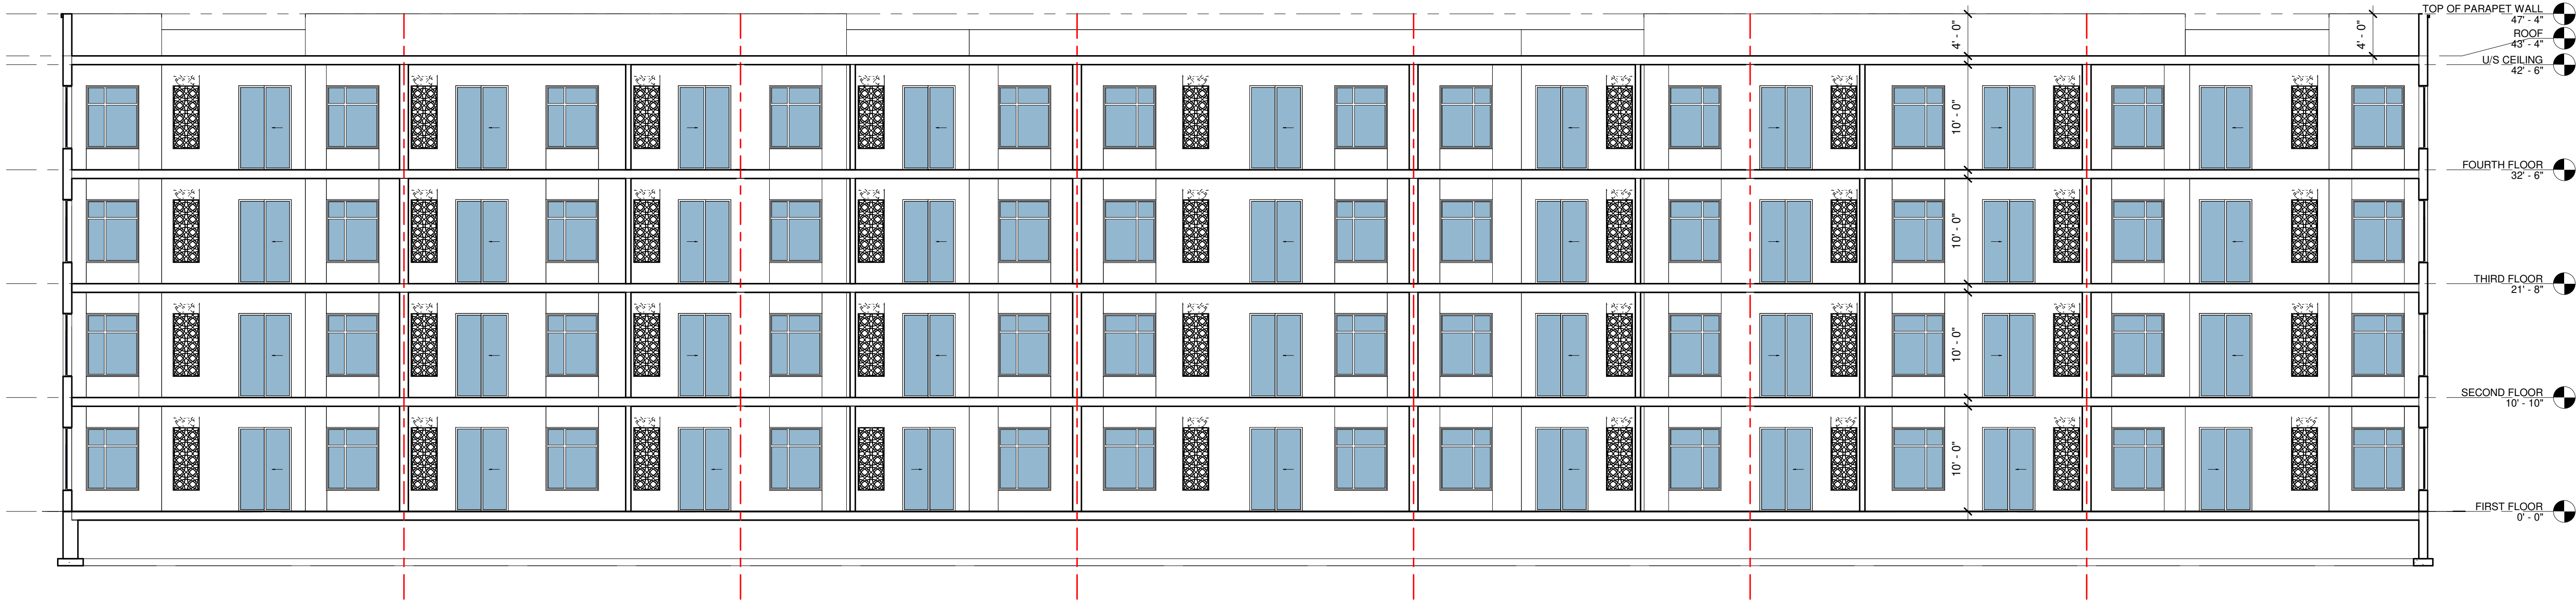 TOP OF PARAPET WALL
47' - 4"
ROOF
43' - 4"
U/S CEILING
42' - 6"
4' - 0"
4' - 0"
10' - 0"
FOURTH FLOOR
32' - 6"
10' - 0"
THIRD FLOOR
21' - 8"
10' - 0"
SECOND FLOOR
10' - 10"
10' - 0"
FIRST FLOOR
0' - 0"